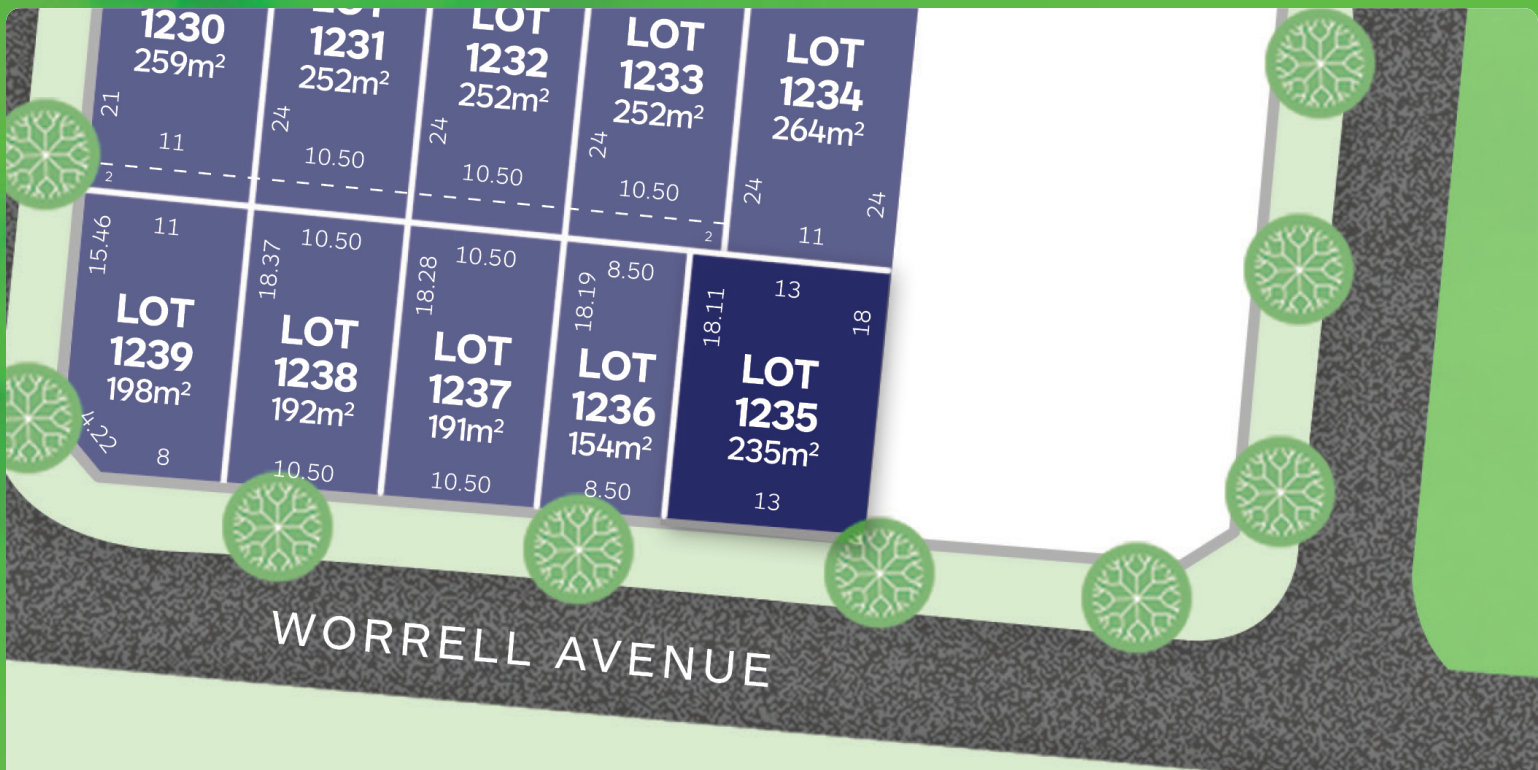 1230
259m²
21
11
2
LOT
1231
252m²
24
10.50
LOT
1232
252m²
24
10.50
LOT
1233
252m²
24
10.50
2
LOT
1234
264m²
24
24
11
11
15.46
LOT
1239
198m²
4.22
8
10.50
18.37
LOT
1238
192m²
10.50
10.50
18.28
LOT
1237
191m²
10.50
8.50
18.19
LOT
1236
154m²
8.50
13
18.11
18
LOT
1235
235m²
13
WORRELL AVENUE